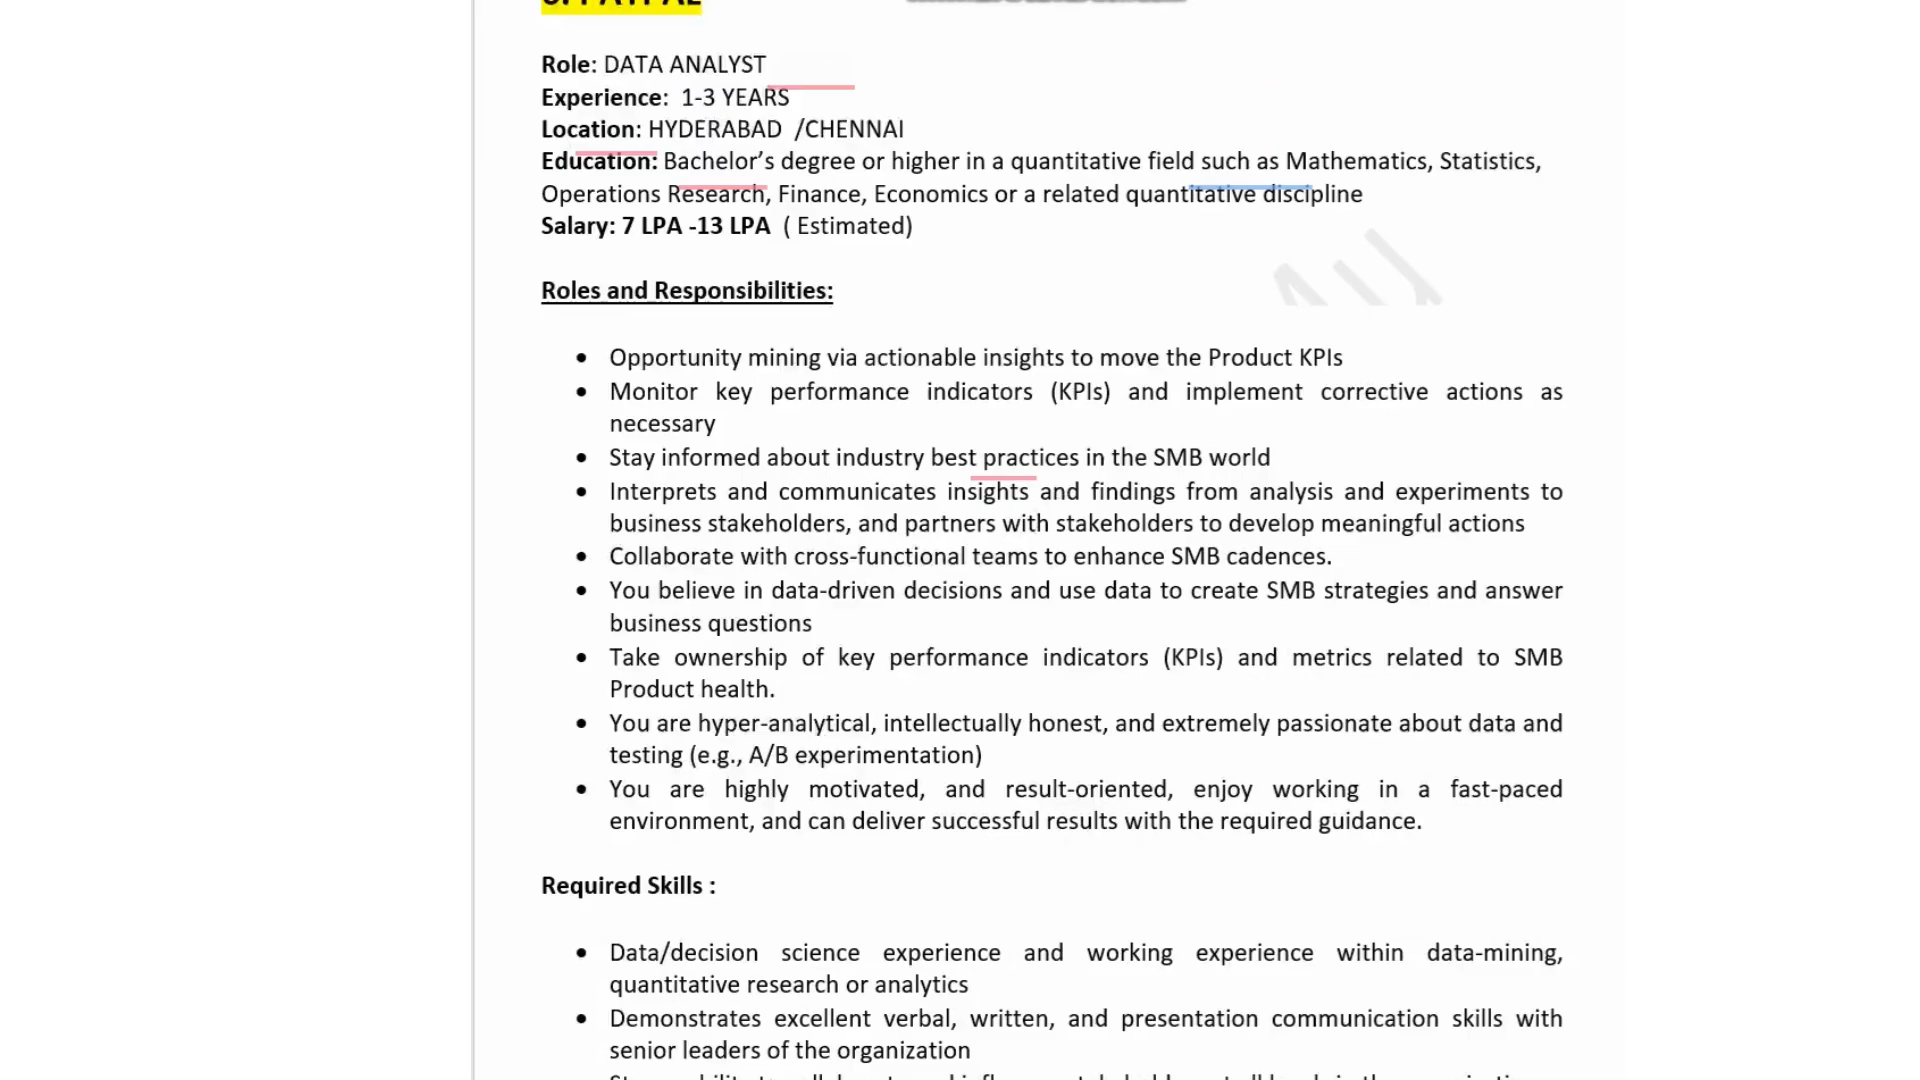 Role: DATA ANALYST
Experience: 1-3 YEARS
Location: HYDERABAD /CHENNAI
Education: Bachelor’s degree or higher in a quantitative field such as Mathematics, Statistics,
Operations Research, Finance, Economics or a related quantitative discipline
Salary: 7 LPA -13 LPA ( Estimated)
Roles and Responsibilities:
• Opportunity mining via actionable insights to move the Product KPIs
• Monitor key performance indicators (KPIs) and implement corrective actions as
necessary
• Stay informed about industry best practices in the SMB world
• Interprets and communicates insights and findings from analysis and experiments to
business stakeholders, and partners with stakeholders to develop meaningful actions
• Collaborate with cross-functional teams to enhance SMB cadences.
• You believe in data-driven decisions and use data to create SMB strategies and answer
business questions
• Take ownership of key performance indicators (KPIs) and metrics related to SMB
Product health.
• You are hyper-analytical, intellectually honest, and extremely passionate about data and
testing (e.g., A/B experimentation)
• You are highly motivated, and result-oriented, enjoy working in a fast-paced
environment, and can deliver successful results with the required guidance.
Required Skills :
• Data/decision science experience and working experience within data-mining,
quantitative research or analytics
• Demonstrates excellent verbal, written, and presentation communication skills with
senior leaders of the organization